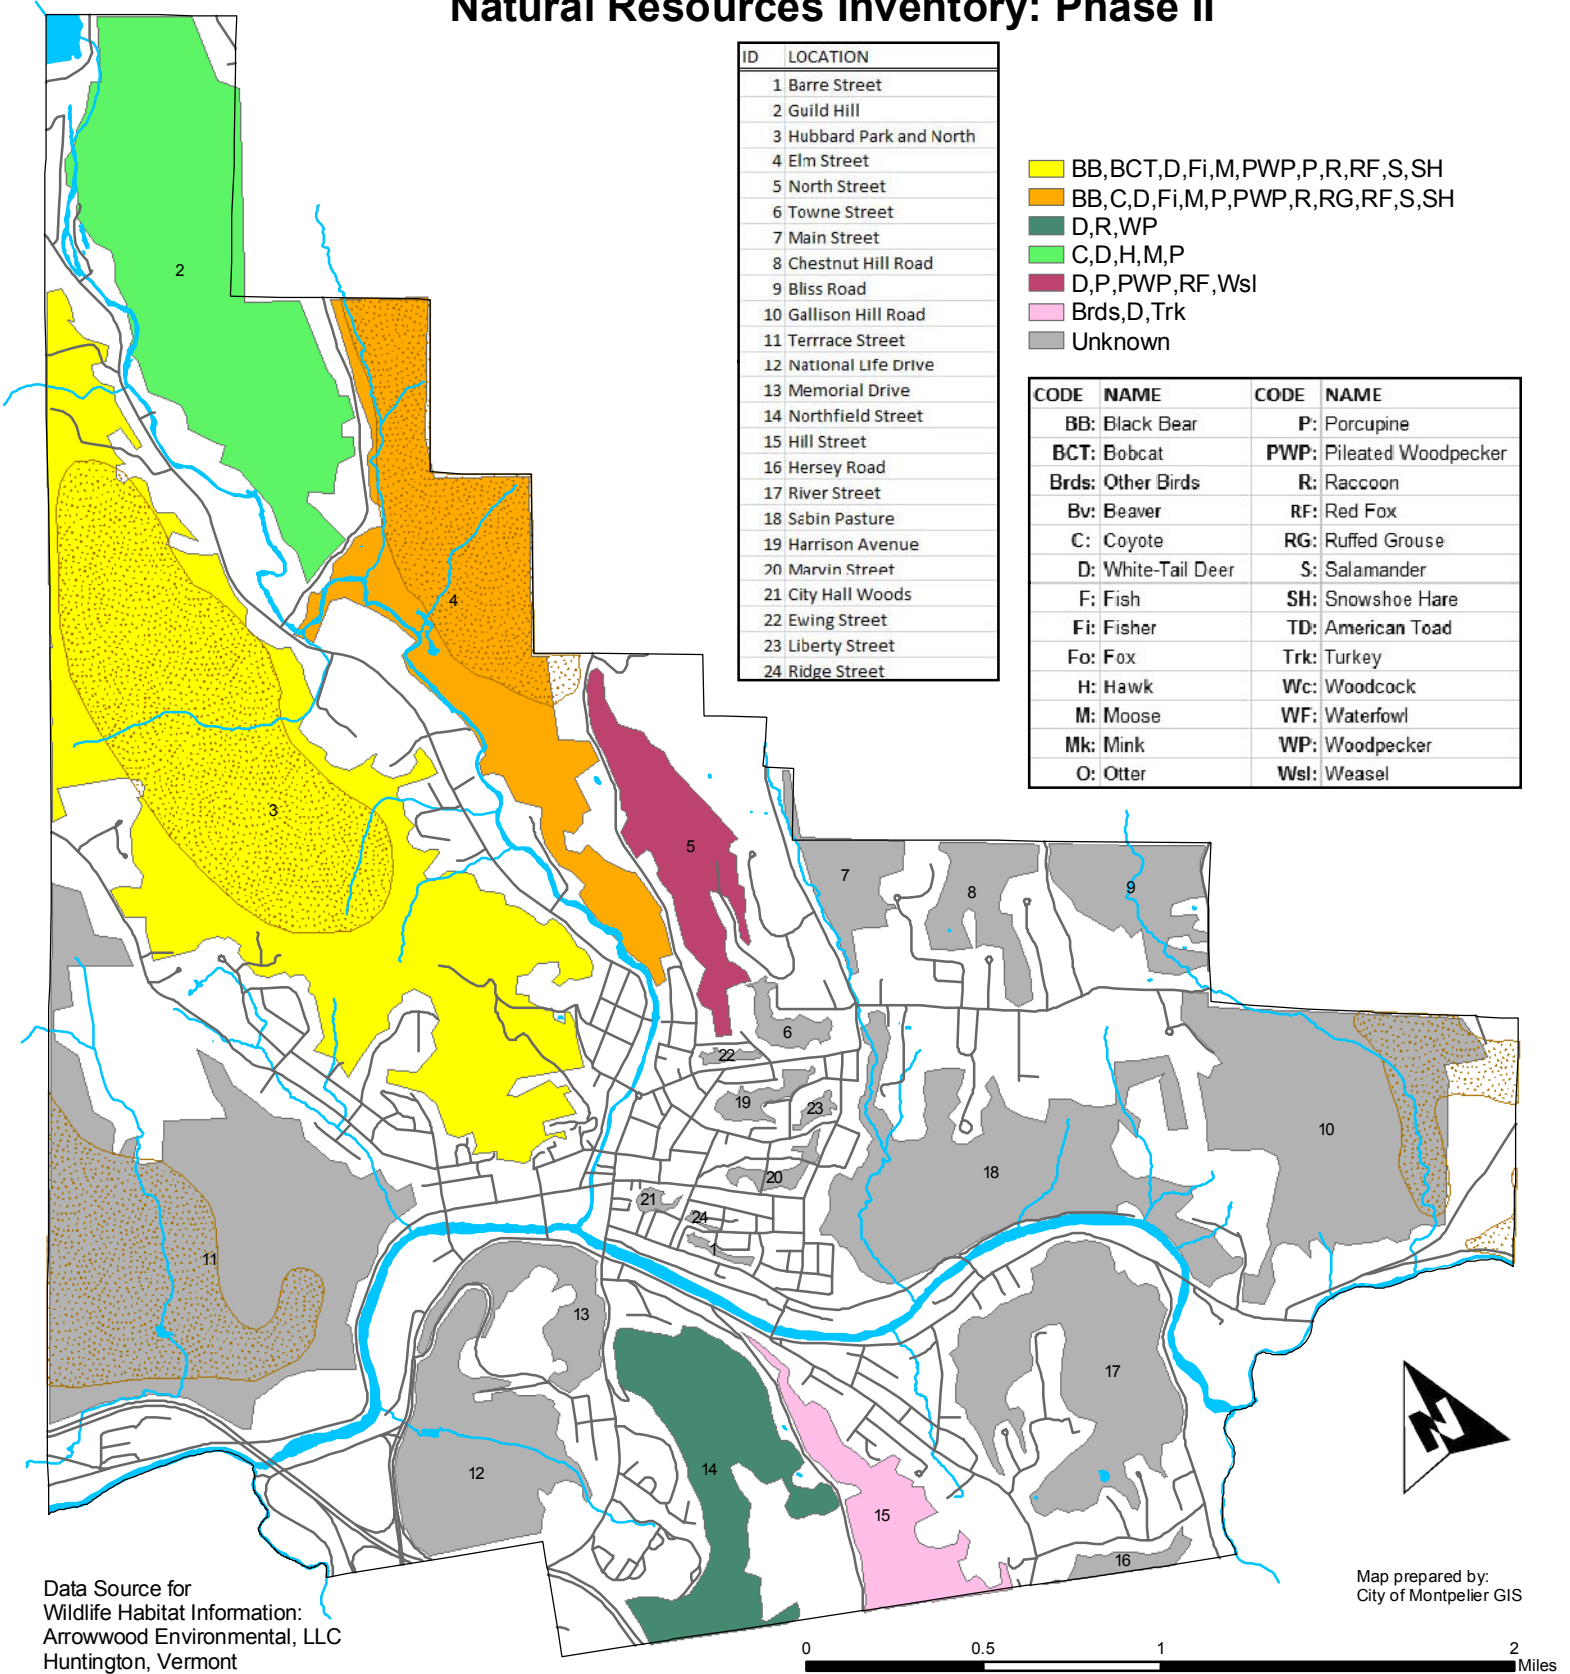 Natural Resources Inventory: Phase II
ID LOCATION
1 Barre Street
2 Guild Hill
3 Hubbard Park and North
4 Elm Street
5 North Street
6 Towne Street
7 Main Street
8 Chestnut Hill Road
9 Bliss Road
10 Gallison Hill Road
11 Terrrace Street
12 National Life Drive
13 Memorial Drive
14 Northfield Street
15 Hill Street
16 Hersey Road
17 River Street
18 Sabin Pasture
19 Harrison Avenue
20 Marvin Street
21 City Hall Woods
22 Ewing Street
23 Liberty Street
24 Ridge Street
BB,BCT,D,Fi,M,PWP,P,R,RF,S,SH
BB,C,D,Fi,M,P,PWP,R,RG,RF,S,SH
D,R,WP
C,D,H,M,P
D,P,PWP,RF,Wsl
Brds,D,Trk
Unknown
CODE NAME CODE NAME
BB: Black Bear P: Porcupine
BCT: Bobcat PWP: Pileated Woodpecker
Brds: Other Birds R: Raccoon
Bv: Beaver RF: Red Fox
C: Coyote RG: Ruffed Grouse
D: White-Tail Deer S: Salamander
F: Fish SH: Snowshoe Hare
Fi: Fisher TD: American Toad
Fo: Fox Trk: Turkey
H: Hawk Wc: Woodcock
M: Moose WF: Waterfowl
Mk: Mink WP: Woodpecker
O: Otter Wsl: Weasel
2
4
3
5
7
8
9
6
22
19
23
10
18
20
21
24
1
11
13
17
12
14
15
16
N
Data Source for
Wildlife Habitat Information:
Arrowwood Environmental, LLC
Huntington, Vermont
Map prepared by:
City of Montpelier GIS
0 0.5 1 2
Miles